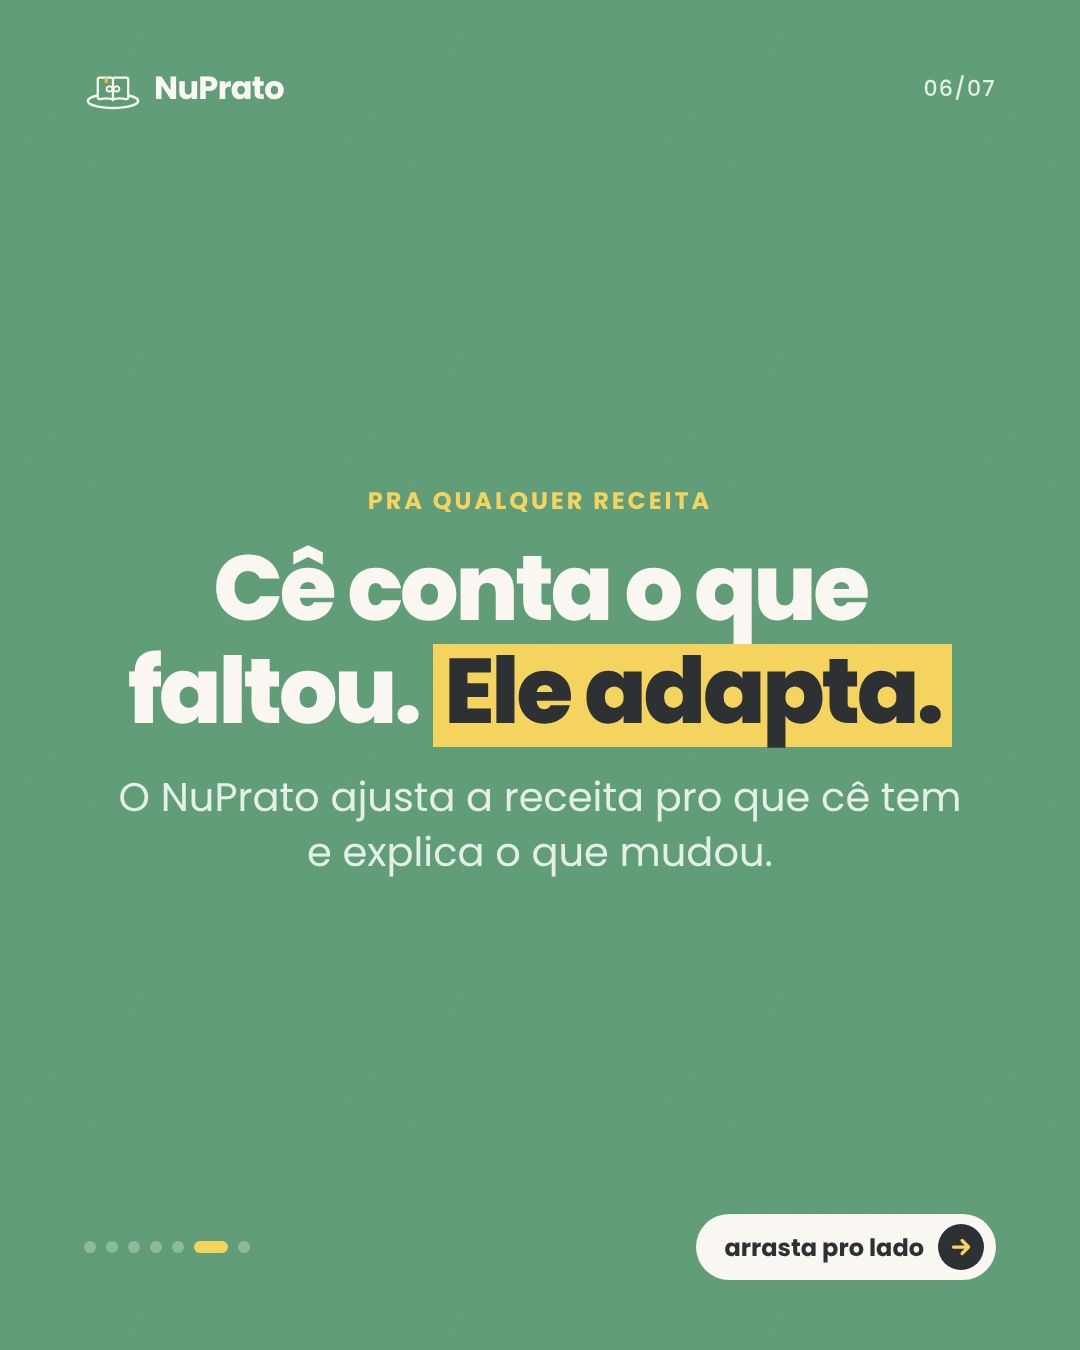 NuPrato
06/07
PRA QUALQUER RECEITA
Cê conta o que
faltou. Ele adapta.
O NuPrato ajusta a receita pro que cê tem
e explica o que mudou.
arrasta pro lado